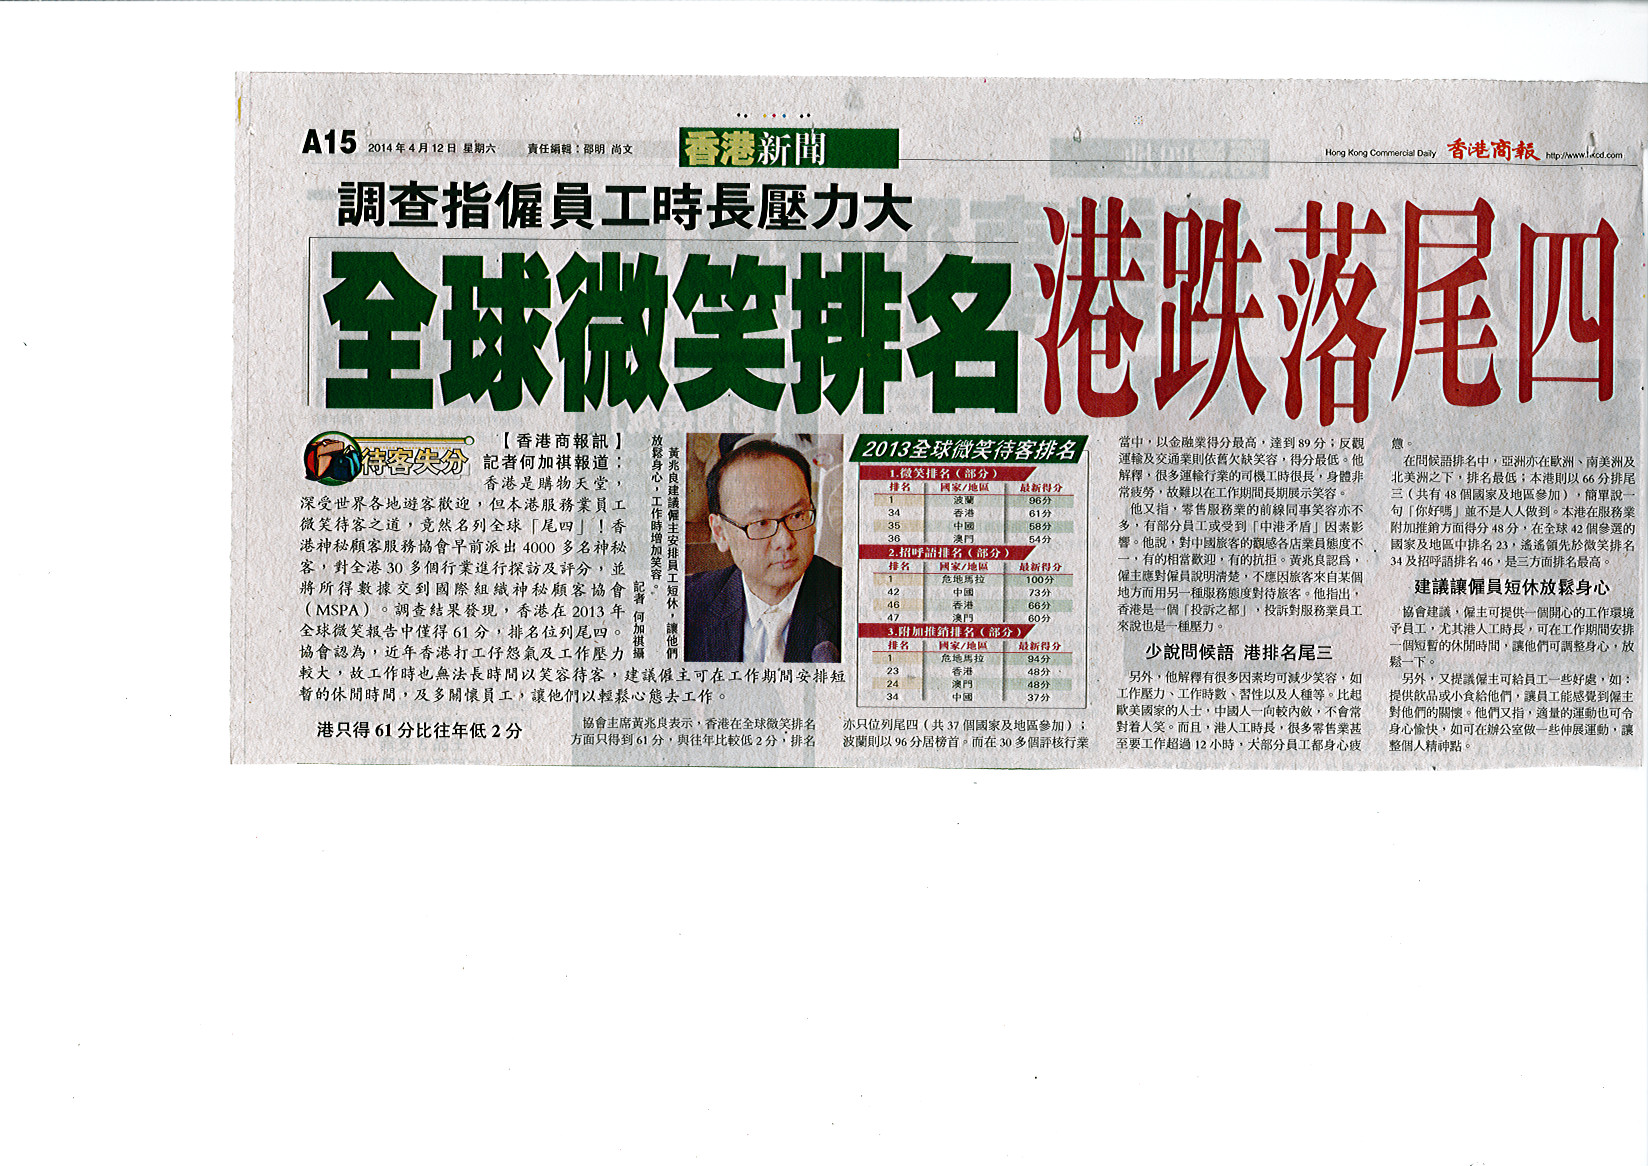 A15 2014年4月12日 星期六 責任編輯：邵明 尚文 香港新聞 Hong Kong Commercial Daily 香港商報
調查指僱員工時長壓力大
全球微笑排名 港跌落尾四
待客失分
【香港商報訊】
記者何加祺報道：
香港是購物天堂，
深受世界各地遊客歡迎，但本港服務業員工
微笑待客之道，竟然名列全球「尾四」！香
港神秘顧客服務協會早前派出4000多名神秘
客，對全港30多個行業進行探訪及評分，並
將所得數據交到國際組織神秘顧客協會
（MSPA）。調查結果發現，香港在2013年
全球微笑報告中僅得61分，排名位列尾四。
協會認為，近年香港打工仔怨氣及工作壓力
較大，故工作時也無法長時間以笑容待客，建議僱主可在工作期間安排短
暫的休閒時間，及多關懷員工，讓他們以輕鬆心態去工作。
黃兆良建議僱主安排員工短休，讓他們
放鬆身心，工作時增加笑容。
記者 何加祺攝
港只得61分比往年低2分
協會主席黃兆良表示，香港在全球微笑排名
方面只得到61分，與往年比較低2分，排名
2013全球微笑待客排名
1.微笑排名（部分）
排名 國家/地區 最新得分
1 波蘭 96分
34 香港 61分
35 中國 58分
36 澳門 54分
2.招呼語排名（部分）
排名 國家/地區 最新得分
1 危地馬拉 100分
42 中國 73分
46 香港 66分
47 澳門 60分
3.附加推銷排名（部分）
排名 國家/地區 最新得分
1 危地馬拉 94分
23 香港 48分
24 澳門 48分
34 中國 37分
亦只位列尾四（共37個國家及地區參加）；
波蘭則以96分居榜首。而在30多個評核行業
當中，以金融業得分最高，達到89分；反觀
運輸及交通業則依舊欠缺笑容，得分最低。他
解釋，很多運輸行業的司機工時很長，身體非
常疲勞，故難以在工作期間長期展示笑容。
他又指，零售服務業的前線同事笑容亦不
多，有部分員工或受到「中港矛盾」因素影
響。他說，對中國旅客的觀感各店業員態度不
一，有的相當歡迎，有的抗拒。黃兆良認爲，
僱主應對僱員說明清楚，不應因旅客來自某個
地方而用另一種服務態度對待旅客。他指出，
香港是一個「投訴之都」，投訴對服務業員工
來說也是一種壓力。
少說問候語 港排名尾三
另外，他解釋有很多因素均可減少笑容，如
工作壓力、工作時數、習性以及人種等。比起
歐美國家的人士，中國人一向較內斂，不會常
對着人笑。而且，港人工時長，很多零售業甚
至要工作超過12小時，大部分員工都身心疲
憊。
在問候語排名中，亞洲亦在歐洲、南美洲及
北美洲之下，排名最低；本港則以66分排尾
三（共有48個國家及地區參加），簡單說一
句「你好嗎」並不是人人做到。本港在服務業
附加推銷方面得分48分，在全球42個參選的
國家及地區中排名23，遙遙領先於微笑排名
34及招呼語排名46，是三方面排名最高。
建議讓僱員短休放鬆身心
協會建議，僱主可提供一個開心的工作環境
予員工，尤其港人工時長，可在工作期間安排
一個短暫的休閒時間，讓他們可調整身心，放
鬆一下。
另外，又提議僱主可給員工一些好處，如：
提供飲品或小食給他們，讓員工能感覺到僱主
對他們的關懷。他們又指，適量的運動也可令
身心愉快，如可在辦公室做一些伸展運動，讓
整個人精神點。